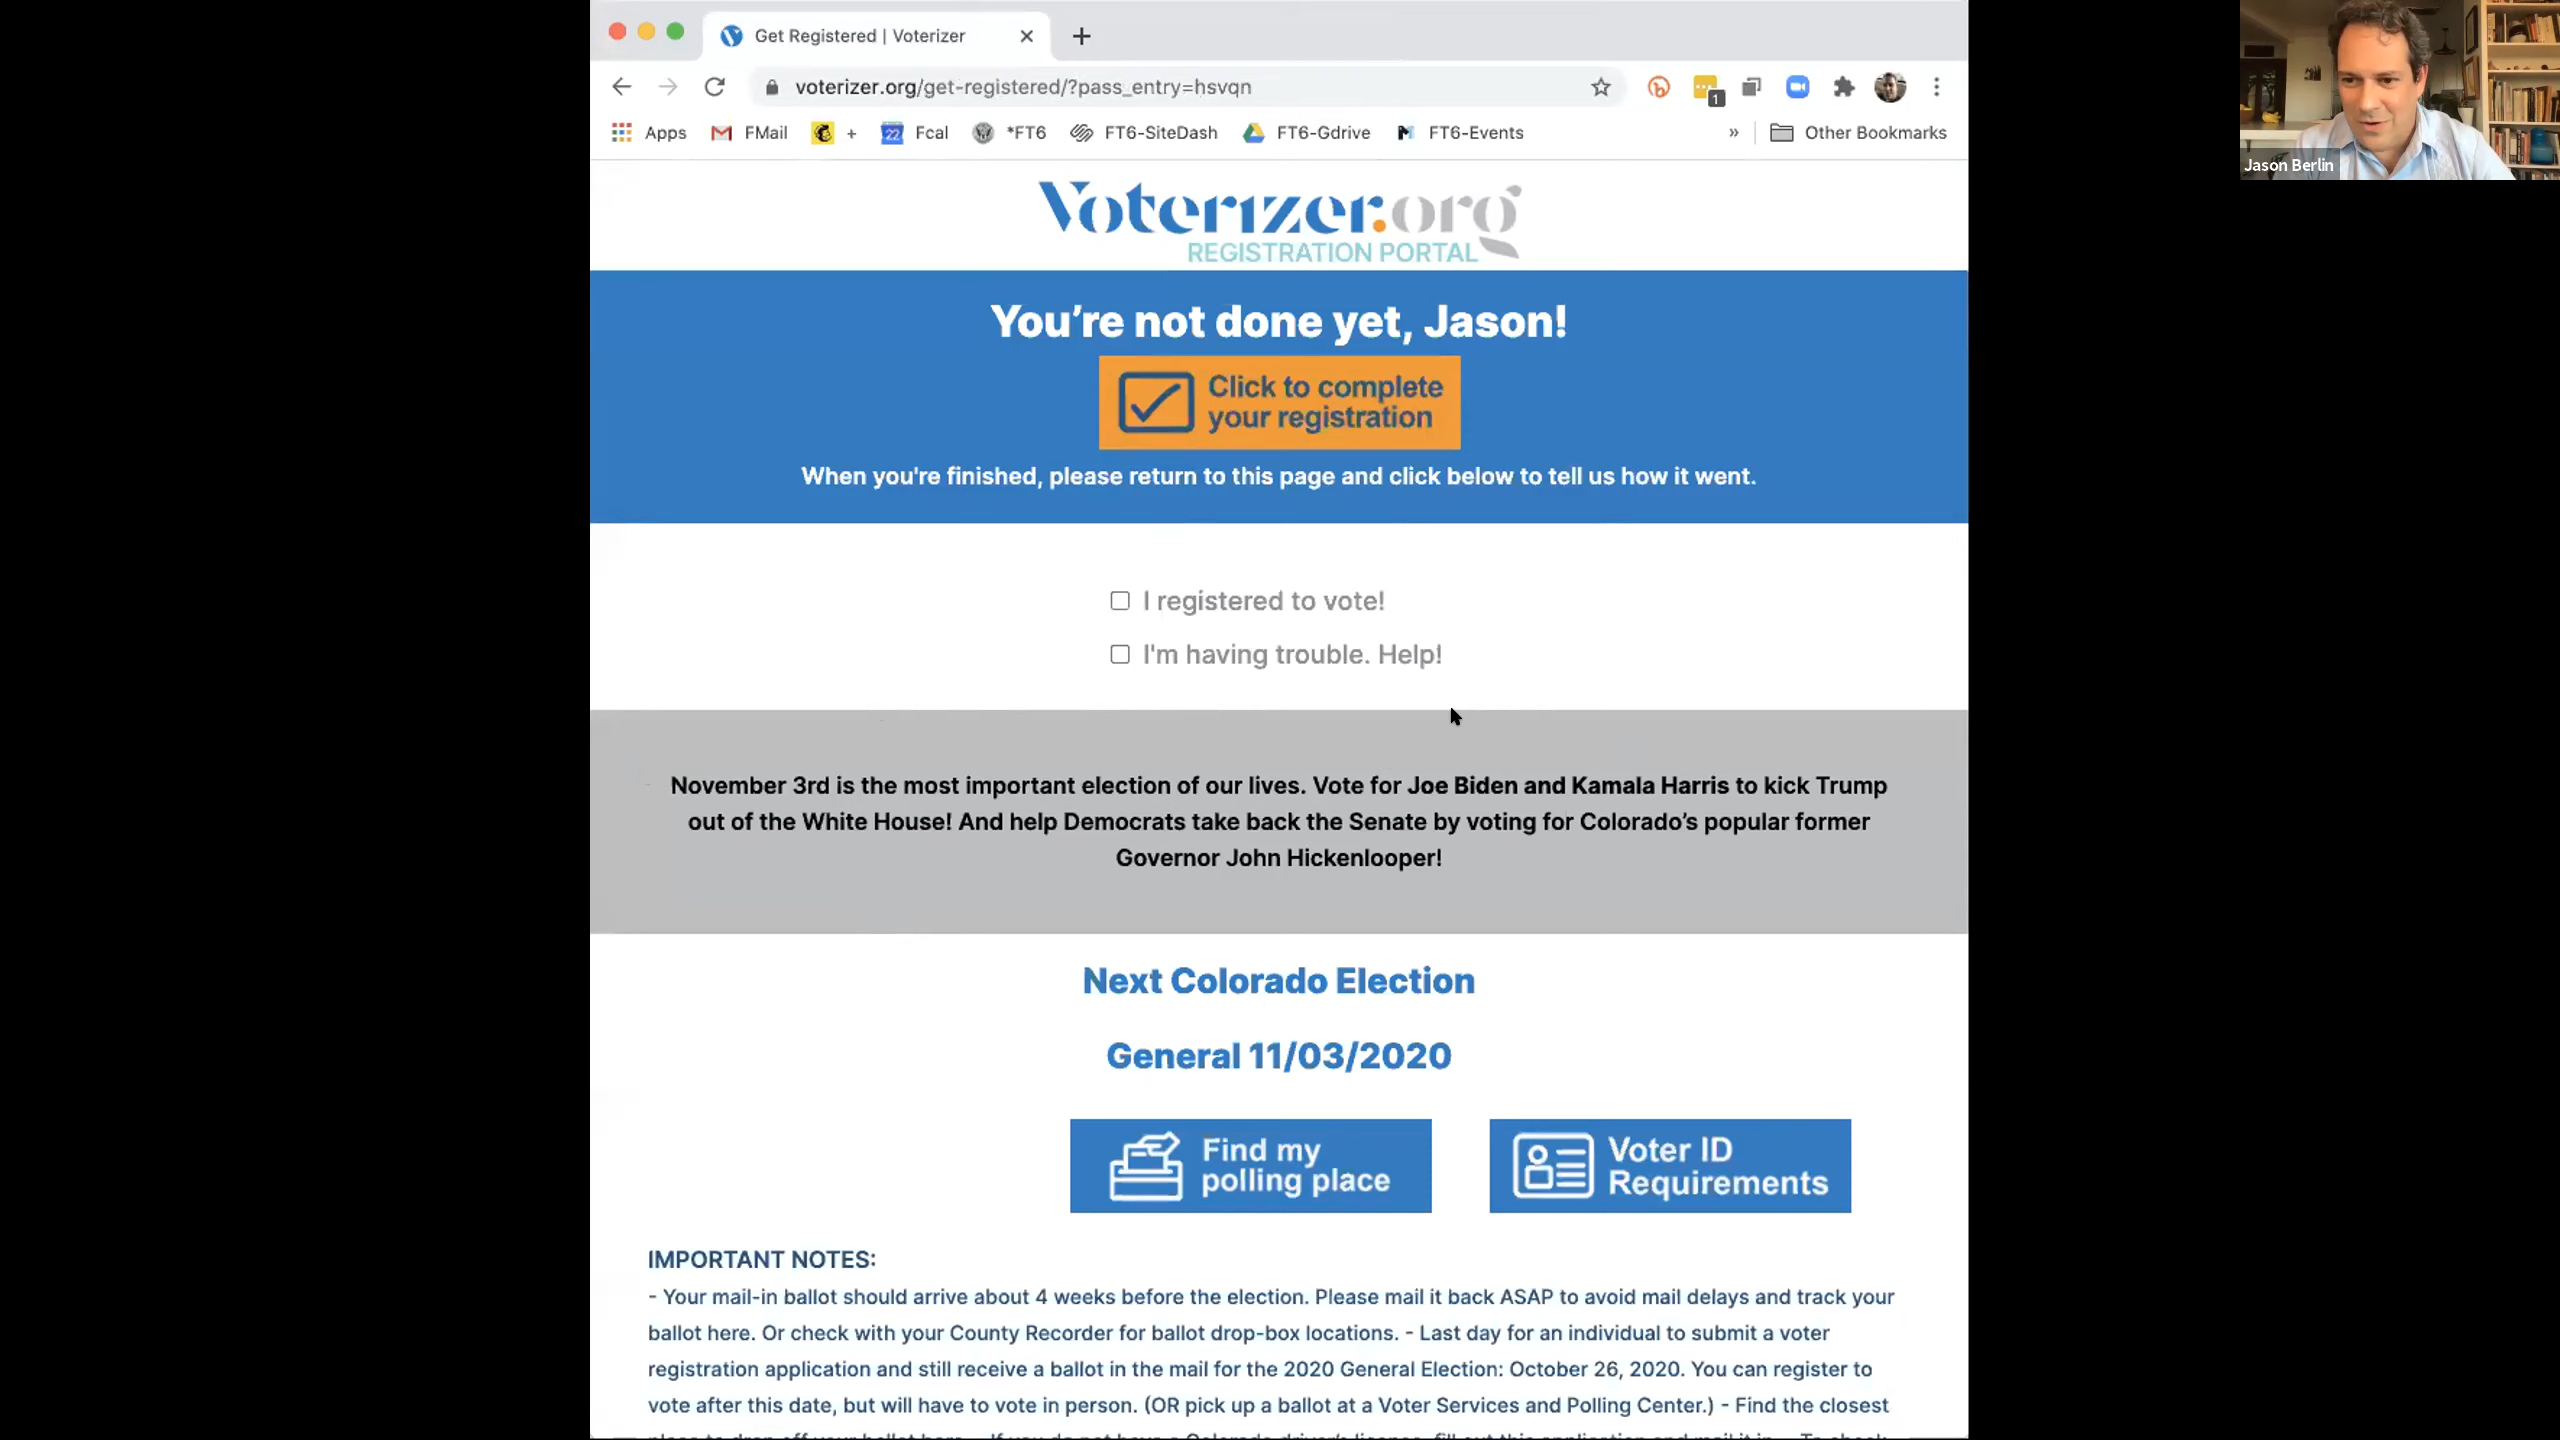 Get Registered | Voterizer
voterizer.org/get-registered/?pass_entry=hsvqn
1
Apps FMail + 22 Fcal *FT6 FT6-SiteDash FT6-Gdrive FT6-Events » Other Bookmarks
Jason Berlin
Voterizer.org
REGISTRATION PORTAL
You’re not done yet, Jason!
Click to complete
your registration
When you're finished, please return to this page and click below to tell us how it went.
I registered to vote!
I'm having trouble. Help!
November 3rd is the most important election of our lives. Vote for Joe Biden and Kamala Harris to kick Trump
out of the White House! And help Democrats take back the Senate by voting for Colorado’s popular former
Governor John Hickenlooper!
Next Colorado Election
General 11/03/2020
Find my
polling place
Voter ID
Requirements
IMPORTANT NOTES:
- Your mail-in ballot should arrive about 4 weeks before the election. Please mail it back ASAP to avoid mail delays and track your
ballot here. Or check with your County Recorder for ballot drop-box locations. - Last day for an individual to submit a voter
registration application and still receive a ballot in the mail for the 2020 General Election: October 26, 2020. You can register to
vote after this date, but will have to vote in person. (OR pick up a ballot at a Voter Services and Polling Center.) - Find the closest